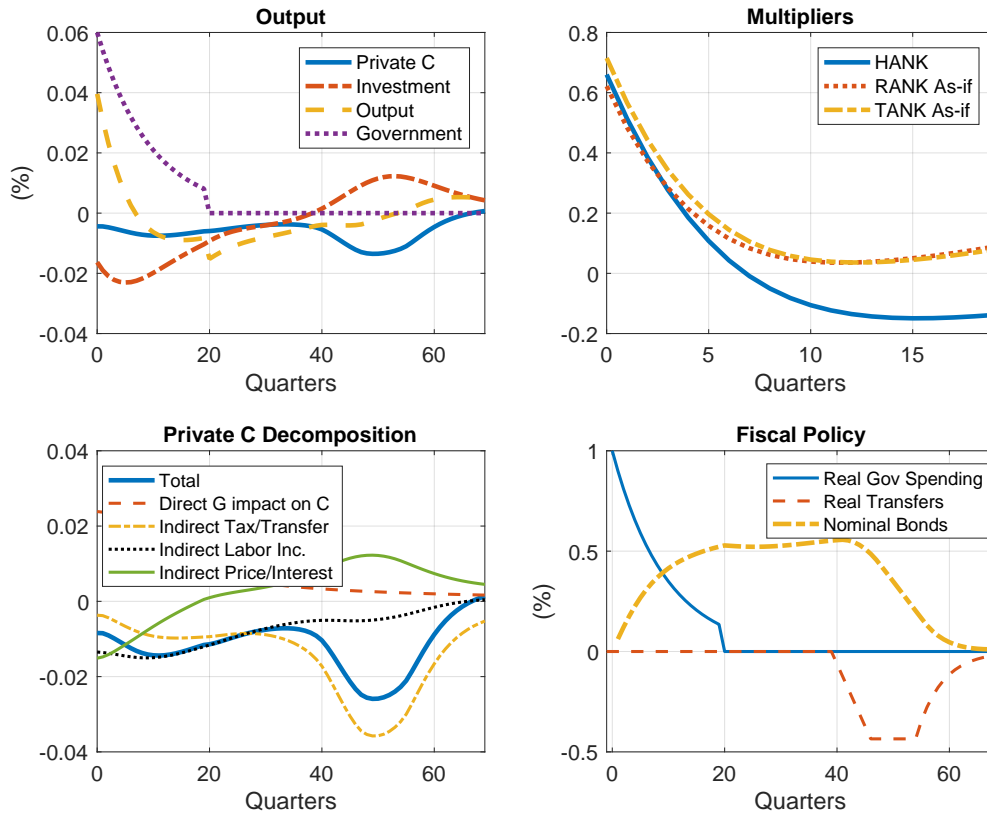 Output
0.06
0.04
0.02
0
-0.02
-0.04
(%)
0
20
40
60
Quarters
Private C
Investment
Output
Government
Multipliers
0.8
0.6
0.4
0.2
0
-0.2
0
5
10
15
Quarters
HANK
RANK As-if
TANK As-if
Private C Decomposition
0.04
0.02
0
-0.02
-0.04
0
20
40
60
Quarters
Total
Direct G impact on C
Indirect Tax/Transfer
Indirect Labor Inc.
Indirect Price/Interest
Fiscal Policy
1
0.5
0
-0.5
(%)
0
20
40
60
Quarters
Real Gov Spending
Real Transfers
Nominal Bonds